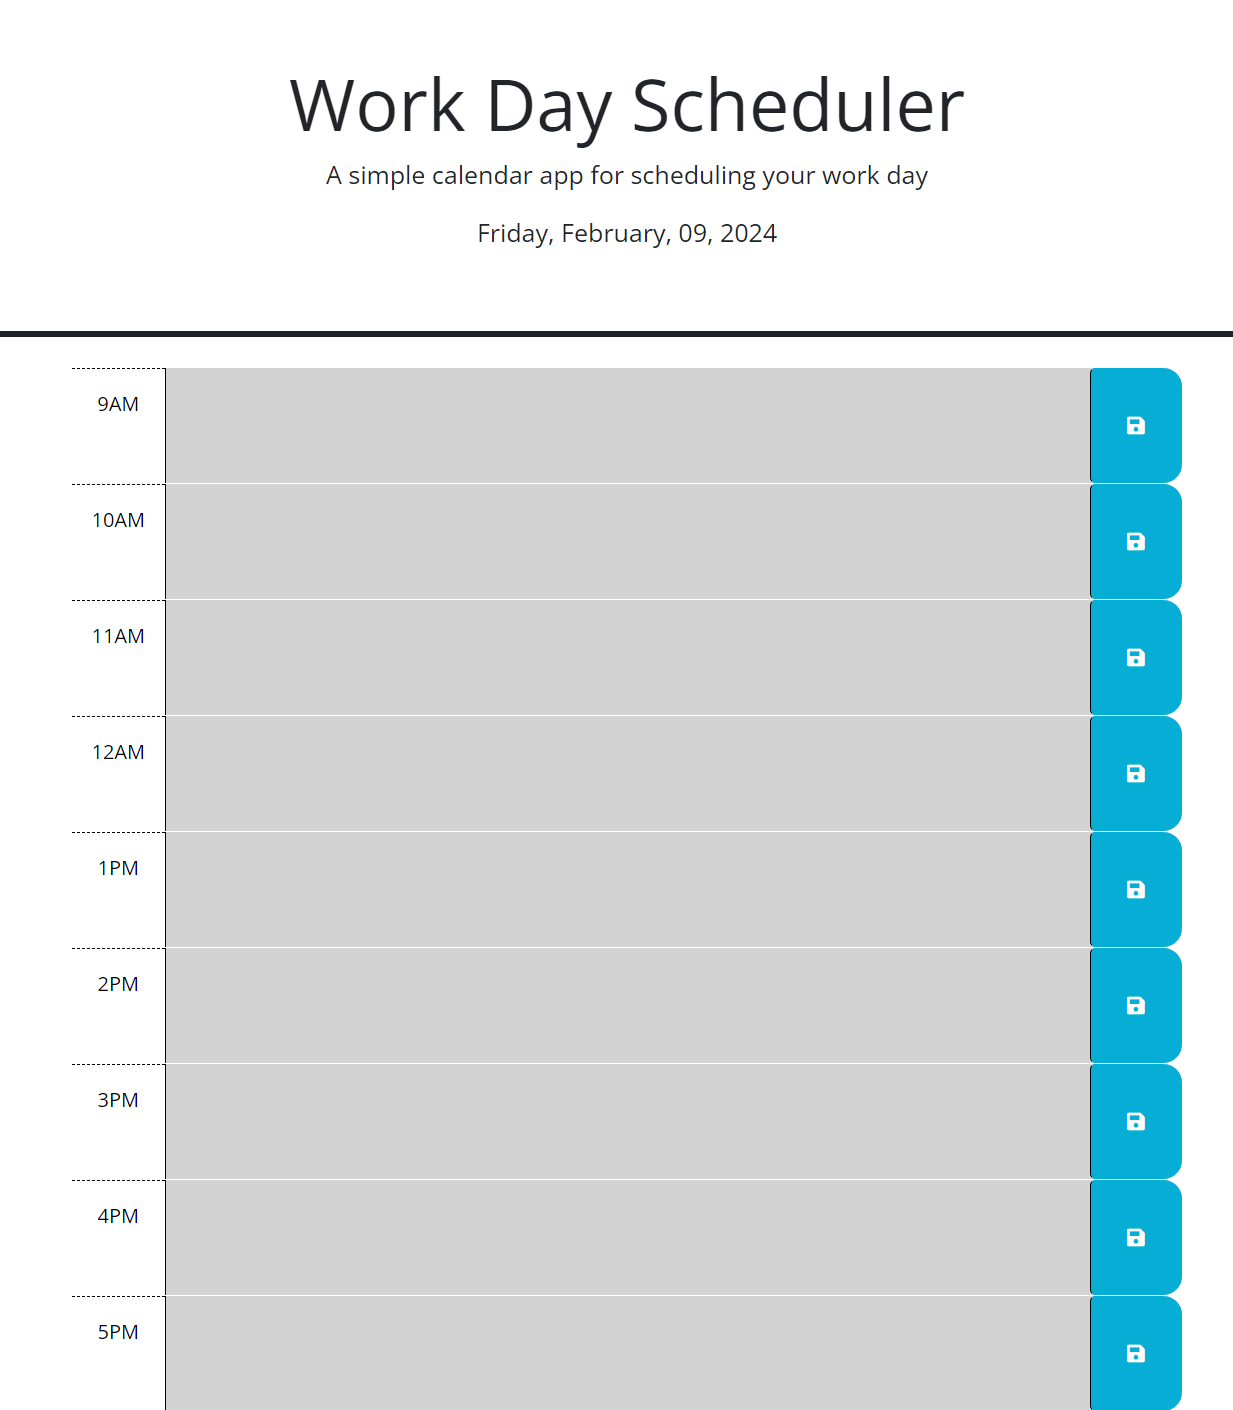 Work Day Scheduler
A simple calendar app for scheduling your work day
Friday, February, 09, 2024
9AM
10AM
11AM
12AM
1PM
2PM
3PM
4PM
5PM